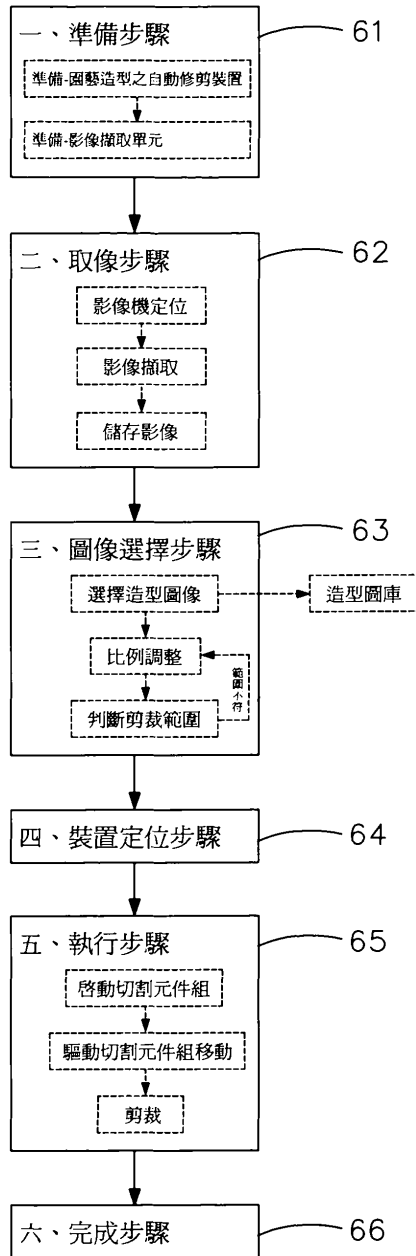 一、準備步驟
61
準備-園藝造型之自動修剪裝置
準備-影像擷取單元
二、取像步驟
62
影像機定位
影像擷取
儲存影像
三、圖像選擇步驟
63
選擇造型圖像
造型圖庫
比例調整
範圍不符
判斷剪裁範圍
四、裝置定位步驟
64
五、執行步驟
65
啓動切割元件組
驅動切割元件組移動
剪裁
六、完成步驟
66